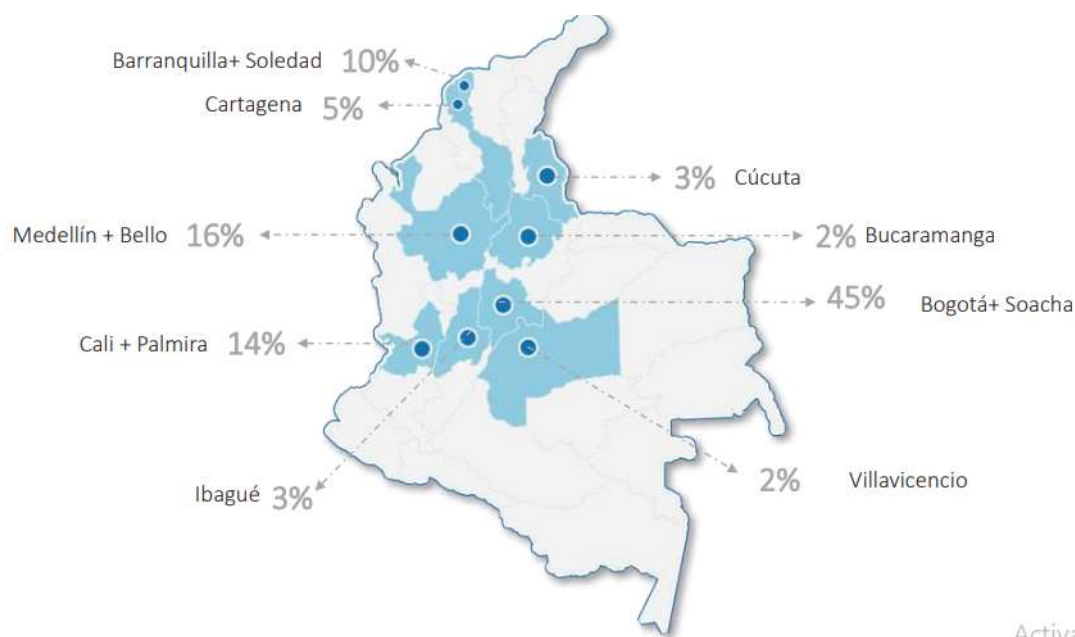 Barranquilla+ Soledad 10%
Cartagena 5%
3% Cúcuta
Medellín + Bello 16%
2% Bucaramanga
45% Bogotá+ Soacha
Cali + Palmira 14%
2% Villavicencio
Ibagué 3%
Activa